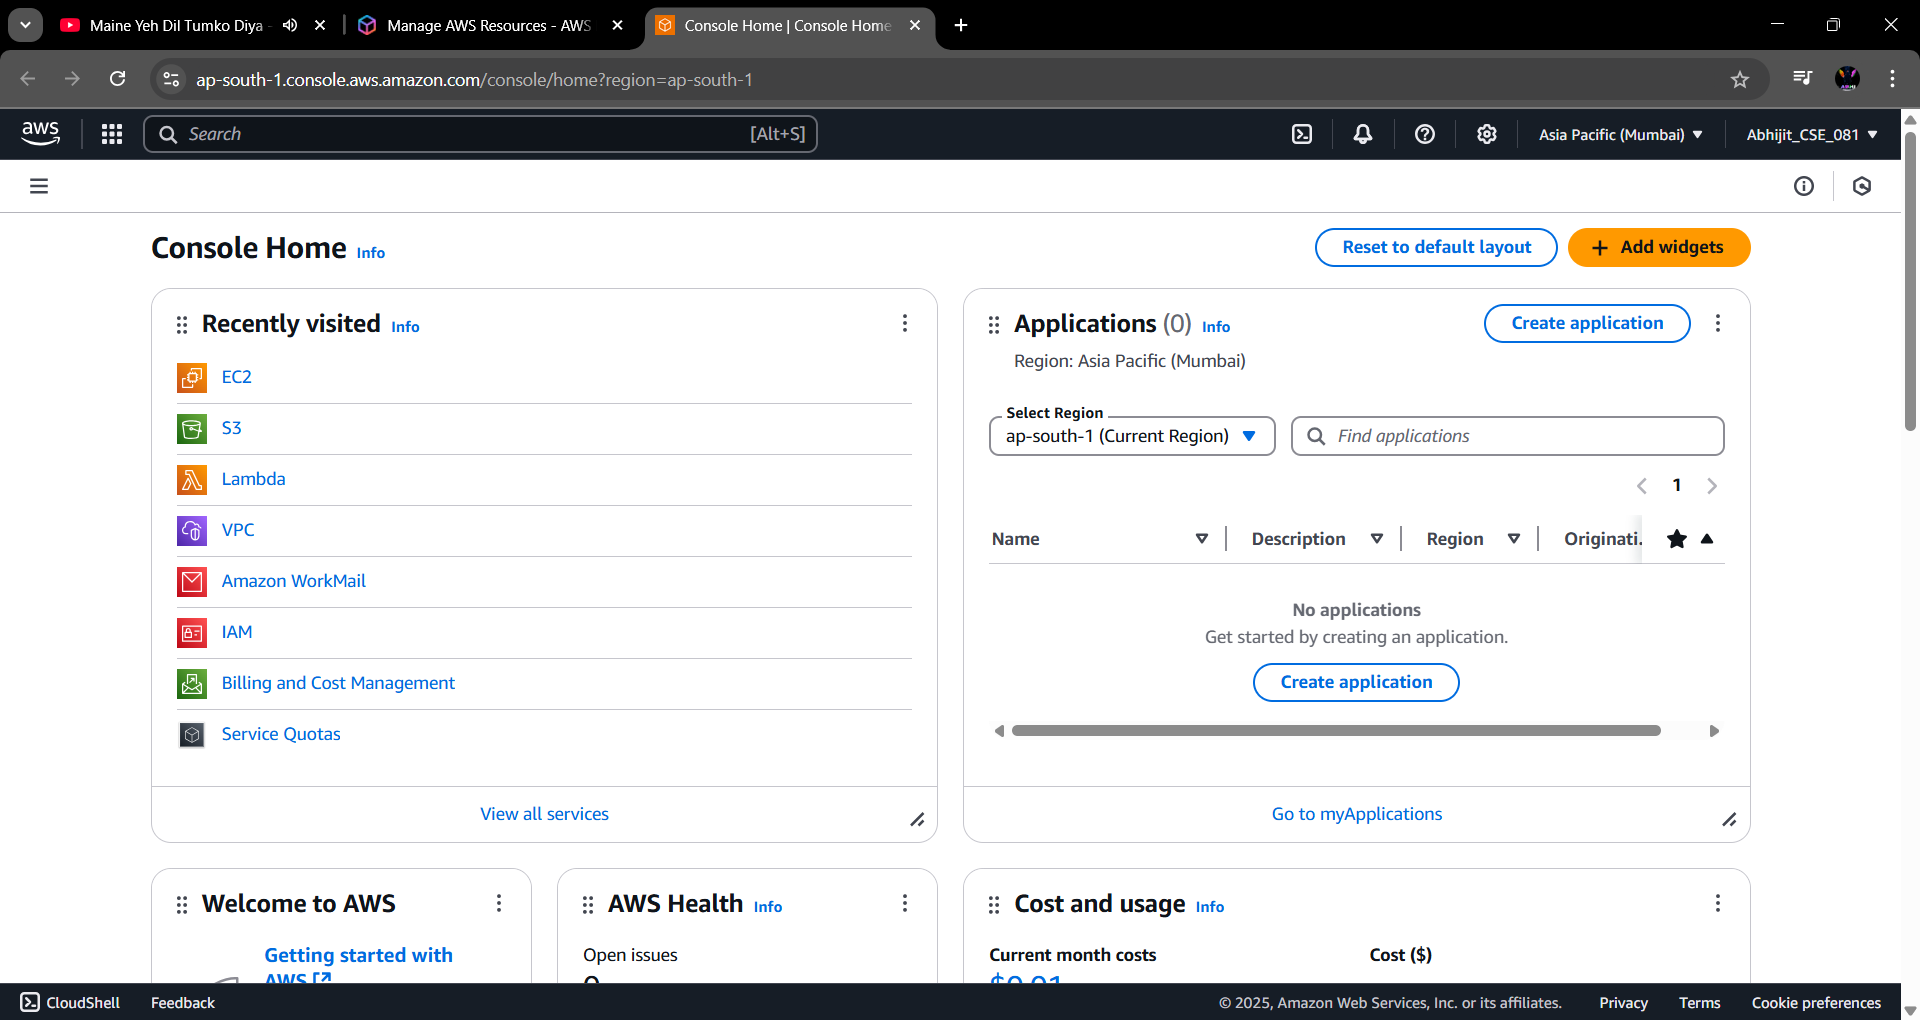 Maine Yeh Dil Tumko Diya
Manage AWS Resources - AWS
Console Home | Console Home
ap-south-1.console.aws.amazon.com/console/home?region=ap-south-1
aws
Search
[Alt+S]
Asia Pacific (Mumbai)
Abhijit_CSE_081
Console Home Info
Reset to default layout
Add widgets
Recently visited Info
EC2
S3
Lambda
VPC
Amazon WorkMail
IAM
Billing and Cost Management
Service Quotas
View all services
Applications (0) Info
Create application
Region: Asia Pacific (Mumbai)
Select Region
ap-south-1 (Current Region)
Find applications
1
Name Description Region Originati.
No applications
Get started by creating an application.
Create application
Go to myApplications
Welcome to AWS
Getting started with
AWS
AWS Health Info
Open issues
Cost and usage Info
Current month costs
Cost ($)
CloudShell
Feedback
© 2025, Amazon Web Services, Inc. or its affiliates.
Privacy
Terms
Cookie preferences